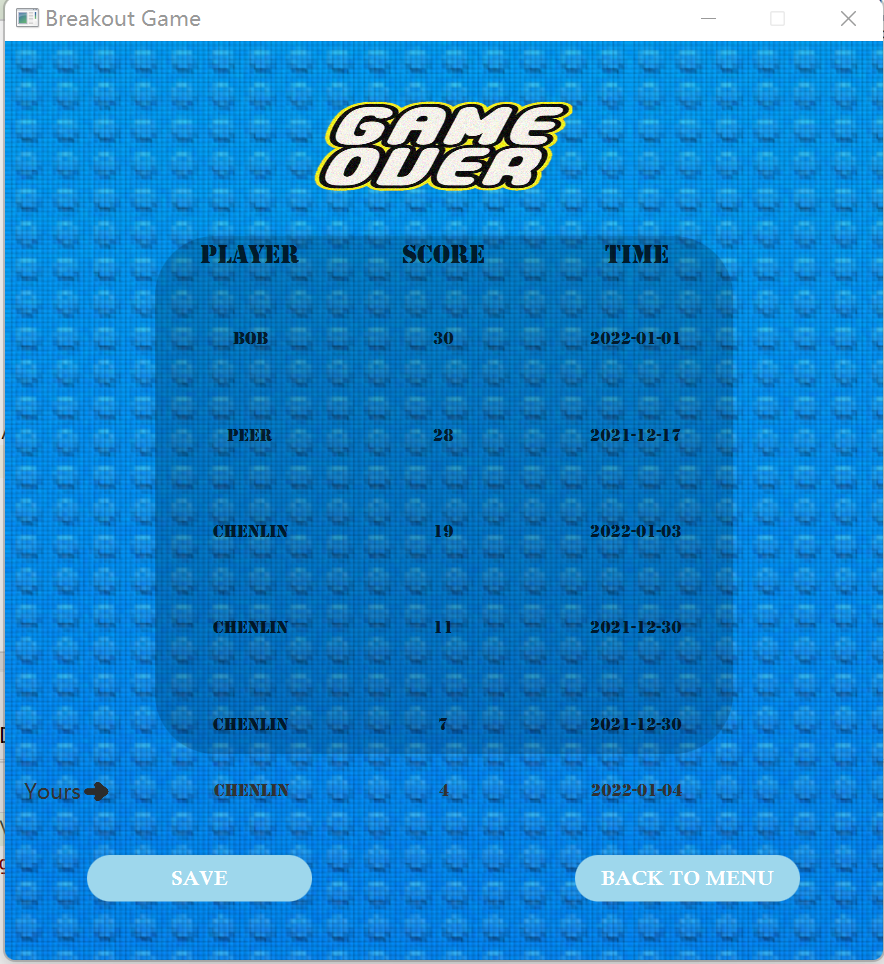 Breakout Game
GAME
OVER
PLAYER SCORE TIME
BOB 30 2022-01-01
PEER 28 2021-12-17
CHENLIN 19 2022-01-03
CHENLIN 11 2021-12-30
CHENLIN 7 2021-12-30
Yours CHENLIN 4 2022-01-04
SAVE BACK TO MENU